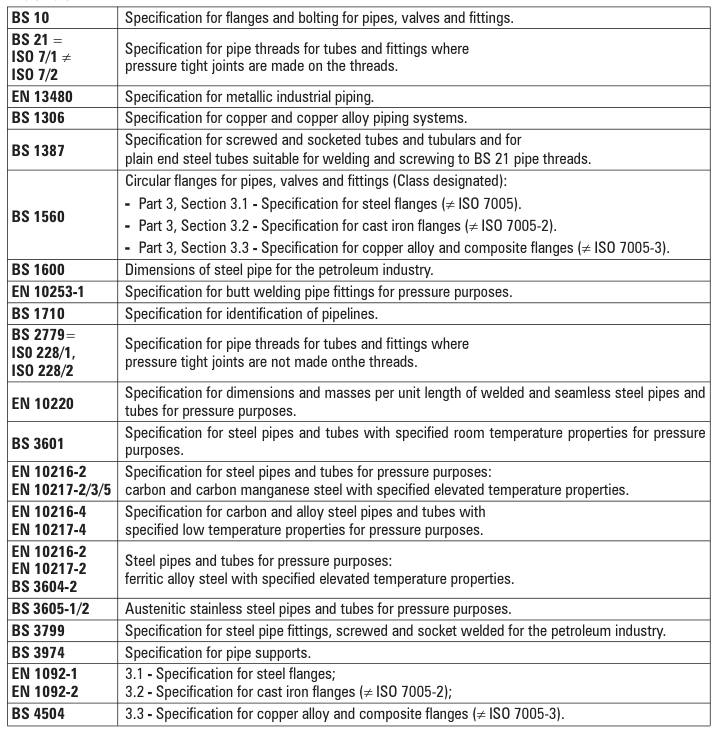 BS 10
Specification for flanges and bolting for pipes, valves and fittings.
BS 21 =
ISO 7/1 ≠
ISO 7/2
Specification for pipe threads for tubes and fittings where
pressure tight joints are made on the threads.
EN 13480
Specification for metallic industrial piping.
BS 1306
Specification for copper and copper alloy piping systems.
BS 1387
Specification for screwed and socketed tubes and tubulars and for
plain end steel tubes suitable for welding and screwing to BS 21 pipe threads.
BS 1560
Circular flanges for pipes, valves and fittings (Class designated):
- Part 3, Section 3.1 - Specification for steel flanges (≠ ISO 7005).
- Part 3, Section 3.2 - Specification for cast iron flanges (≠ ISO 7005-2).
- Part 3, Section 3.3 - Specification for copper alloy and composite flanges (≠ ISO 7005-3).
BS 1600
Dimensions of steel pipe for the petroleum industry.
EN 10253-1
Specification for butt welding pipe fittings for pressure purposes.
BS 1710
Specification for identification of pipelines.
BS 2779=
IS0 228/1,
ISO 228/2
Specification for pipe threads for tubes and fittings where
pressure tight joints are not made onthe threads.
EN 10220
Specification for dimensions and masses per unit length of welded and seamless steel pipes and
tubes for pressure purposes.
BS 3601
Specification for steel pipes and tubes with specified room temperature properties for pressure
purposes.
EN 10216-2
EN 10217-2/3/5
Specification for steel pipes and tubes for pressure purposes:
carbon and carbon manganese steel with specified elevated temperature properties.
EN 10216-4
EN 10217-4
Specification for carbon and alloy steel pipes and tubes with
specified low temperature properties for pressure purposes.
EN 10216-2
EN 10217-2
BS 3604-2
Steel pipes and tubes for pressure purposes:
ferritic alloy steel with specified elevated temperature properties.
BS 3605-1/2
Austenitic stainless steel pipes and tubes for pressure purposes.
BS 3799
Specification for steel pipe fittings, screwed and socket welded for the petroleum industry.
BS 3974
Specification for pipe supports.
EN 1092-1
EN 1092-2
3.1 - Specification for steel flanges;
3.2 - Specification for cast iron flanges (≠ ISO 7005-2);
BS 4504
3.3 - Specification for copper alloy and composite flanges (≠ ISO 7005-3).